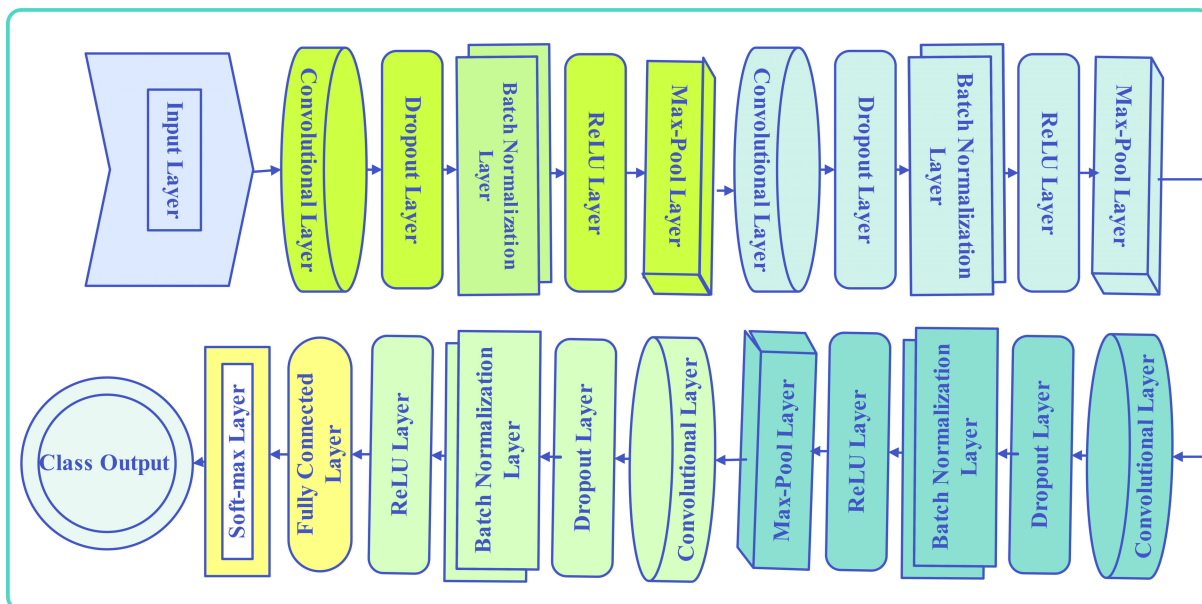 Input Layer
Convolutional Layer
Dropout Layer
Batch Normalization
Layer
ReLU Layer
Max-Pool Layer
Convolutional Layer
Dropout Layer
Batch Normalization
Layer
ReLU Layer
Max-Pool Layer
Convolutional Layer
Dropout Layer
Batch Normalization
Layer
ReLU Layer
Max-Pool Layer
Convolutional Layer
Dropout Layer
Batch Normalization
Layer
ReLU Layer
Fully Connected
Layer
Soft-max Layer
Class Output